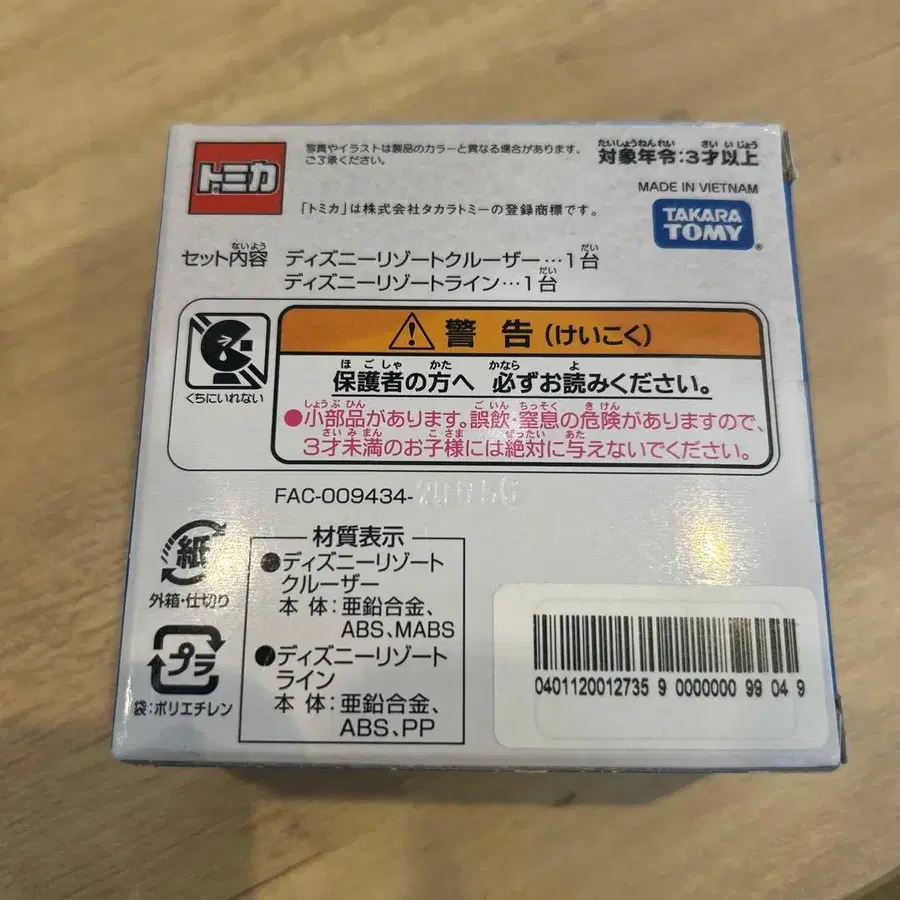 トミカ
写真やイラストは製品のカラーと異なる場合があります。
ご了承ください。
「トミカ」は株式会社タカラトミーの登録商標です。
たいしょうねんれい さい い じょう
対象年令:3才以上
MADE IN VIETNAM
TAKARA
TOMY
ないよう だい
セット内容 ディズニーリゾートクルーザー…1台
だい
ディズニーリゾートライン…1台
くちにいれない
警告(けいこく)
ほ ご しゃ かた かなら よ
保護者の方へ 必ずお読みください。
しょう ぶ ひん ご いん ちっそく き けん
●小部品があります。誤飲・窒息の危険がありますので、
さい み まん こ さま ぜったい あた
3才未満のお子様には絶対に与えないでください。
FAC-009434-
紙
外箱・仕切り
プラ
袋:ポリエチレン
材質表示
●ディズニーリゾート
クルーザー
本体:亜鉛合金、
ABS、MABS
●ディズニーリゾート
ライン
本体:亜鉛合金、
ABS、PP
0401120012735 9 0000000 99 04 9